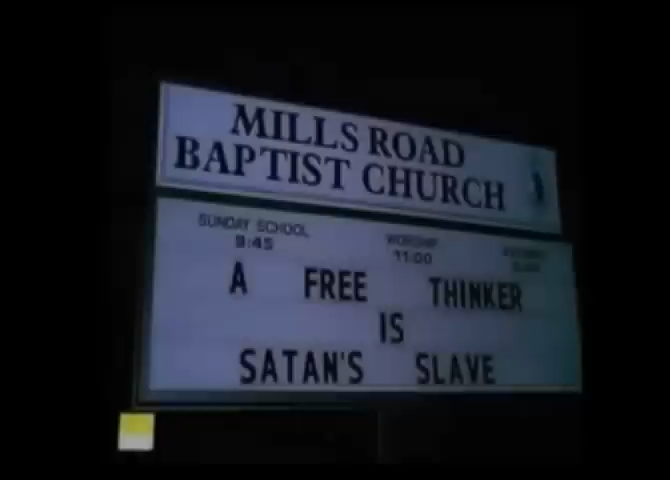 MILLS ROAD
BAPTIST CHURCH
SUNDAY SCHOOL
9:45
WORSHIP
11:00
A FREE THINKER
IS
SATAN'S SLAVE